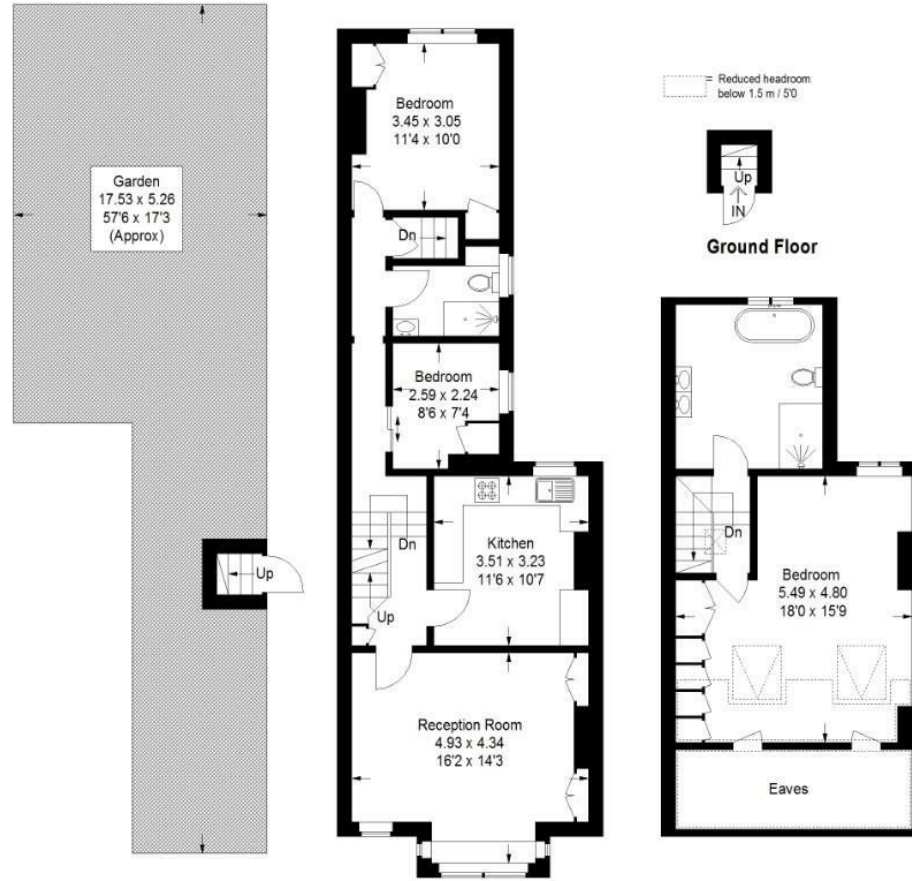 Garden
17.53 x 5.26
57'6 x 17'3
(Approx)
Up
Bedroom
3.45 x 3.05
11'4 x 10'0
Dn
Bedroom
2.59 x 2.24
8'6 x 7'4
Dn
Up
Kitchen
3.51 x 3.23
11'6 x 10'7
Reception Room
4.93 x 4.34
16'2 x 14'3
= Reduced headroom
below 1.5 m / 5'0
Up
IN
Ground Floor
Dn
Bedroom
5.49 x 4.80
18'0 x 15'9
Eaves